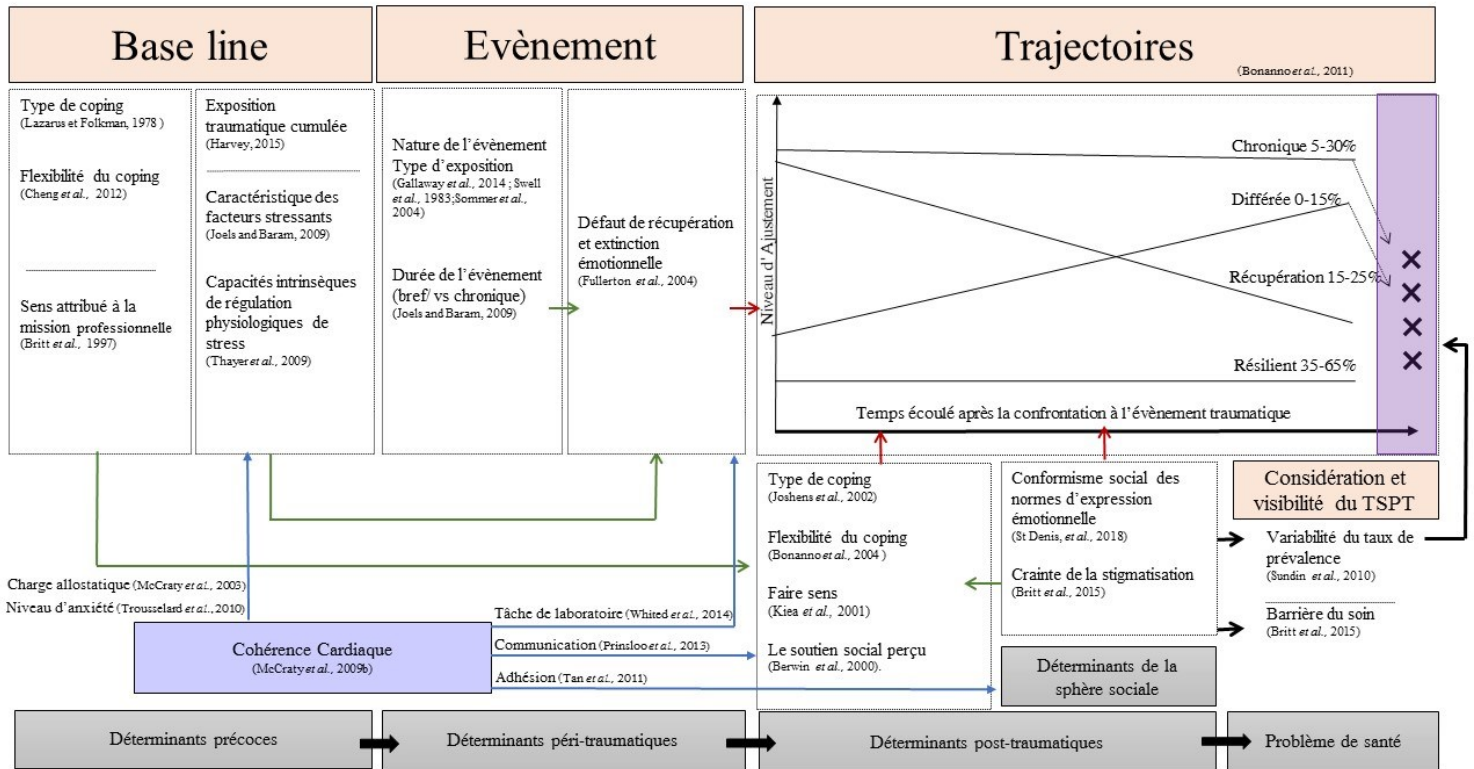 Base line
Evènement
Trajectoires
(Bonanno et al., 2011)
Type de coping
(Lazarus et Folkman, 1978 )
Flexibilité du coping
(Cheng et al., 2012)
Sens attribué à la
mission professionnelle
(Britt et al., 1997)
Exposition
traumatique cumulée
(Harvey, 2015)
Caractéristique des
facteurs stressants
(Joels and Baram, 2009)
Capacités intrinsèques
de régulation
physiologiques de
stress
(Thayer et al., 2009)
Nature de l'évènement
Type d'exposition
(Gallaway et al., 2014 ; Swell
et al., 1983;Sommer et al.,
2004)
Durée de l'évènement
(bref/ vs chronique)
(Joels and Baram, 2009)
Défaut de récupération
et extinction
émotionnelle
(Fullerton et al., 2004)
Niveau d' Ajustement
Chronique 5-30%
Différée 0-15%
Récupération 15-25%
Résilient 35-65%
Temps écoulé après la confrontation à l'évènement traumatique
Type de coping
(Joshens et al., 2002)
Flexibilité du coping
(Bonanno et al., 2004 )
Faire sens
(Kiea et al., 2001)
Le soutien social perçu
(Berwin et al., 2000).
Conformisme social des
normes d'expression
émotionnelle
(St Denis, et al., 2018)
Crainte de la stigmatisation
(Britt et al., 2015)
Déterminants de la
sphère sociale
Considération et
visibilité du TSPT
Variabilité du taux de
prévalence
(Sundin et al., 2010)
Barrière du soin
(Britt et al., 2015)
Charge allostatique (McCraty et al., 2003)
Niveau d'anxiété (Trousselard et al., 2010)
Cohérence Cardiaque
(McCraty et al., 2009b)
Tâche de laboratoire (Whited et al., 2014)
Communication (Prinsloo et al., 2013)
Adhésion (Tan et al., 2011)
Déterminants précoces
Déterminants péri-traumatiques
Déterminants post-traumatiques
Problème de santé